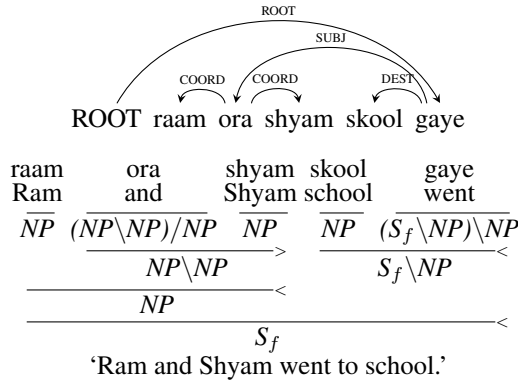 ROOT
SUBJ
COORD COORD DEST
ROOT raam ora shyam skool gaye
raam ora shyam skool gaye
Ram and Shyam school went
NP (NP\NP)/NP NP NP (S_f\NP)\NP
> <
NP\NP S_f\NP
<
NP
<
S_f
‘Ram and Shyam went to school.’